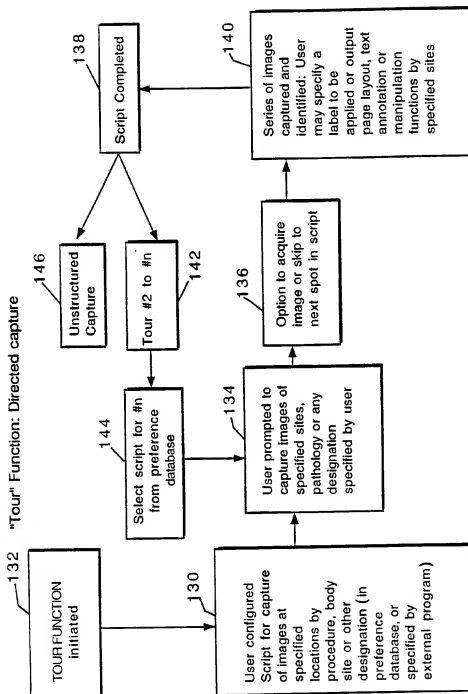 "Tour" Function: Directed capture
132
TOUR FUNCTION
initiated
130
User configured
Script for capture
of images at
specified
locations by
procedure, body
site or other
designation (in
preference
database, or
specified by
external program)
144
Select script for #n
from preference
database
134
User prompted to
capture images of
specified sites,
pathology or any
designation
specified by user
146
Unstructured
Capture
Tour #2 to #n
142
136
Option to acquire
image or skip to
next spot in script
138
Script Completed
140
Series of images
captured and
identified: User
may specify a
label to be
applied or output
page layout, text
annotation or
manipulation
functions by
specified sites